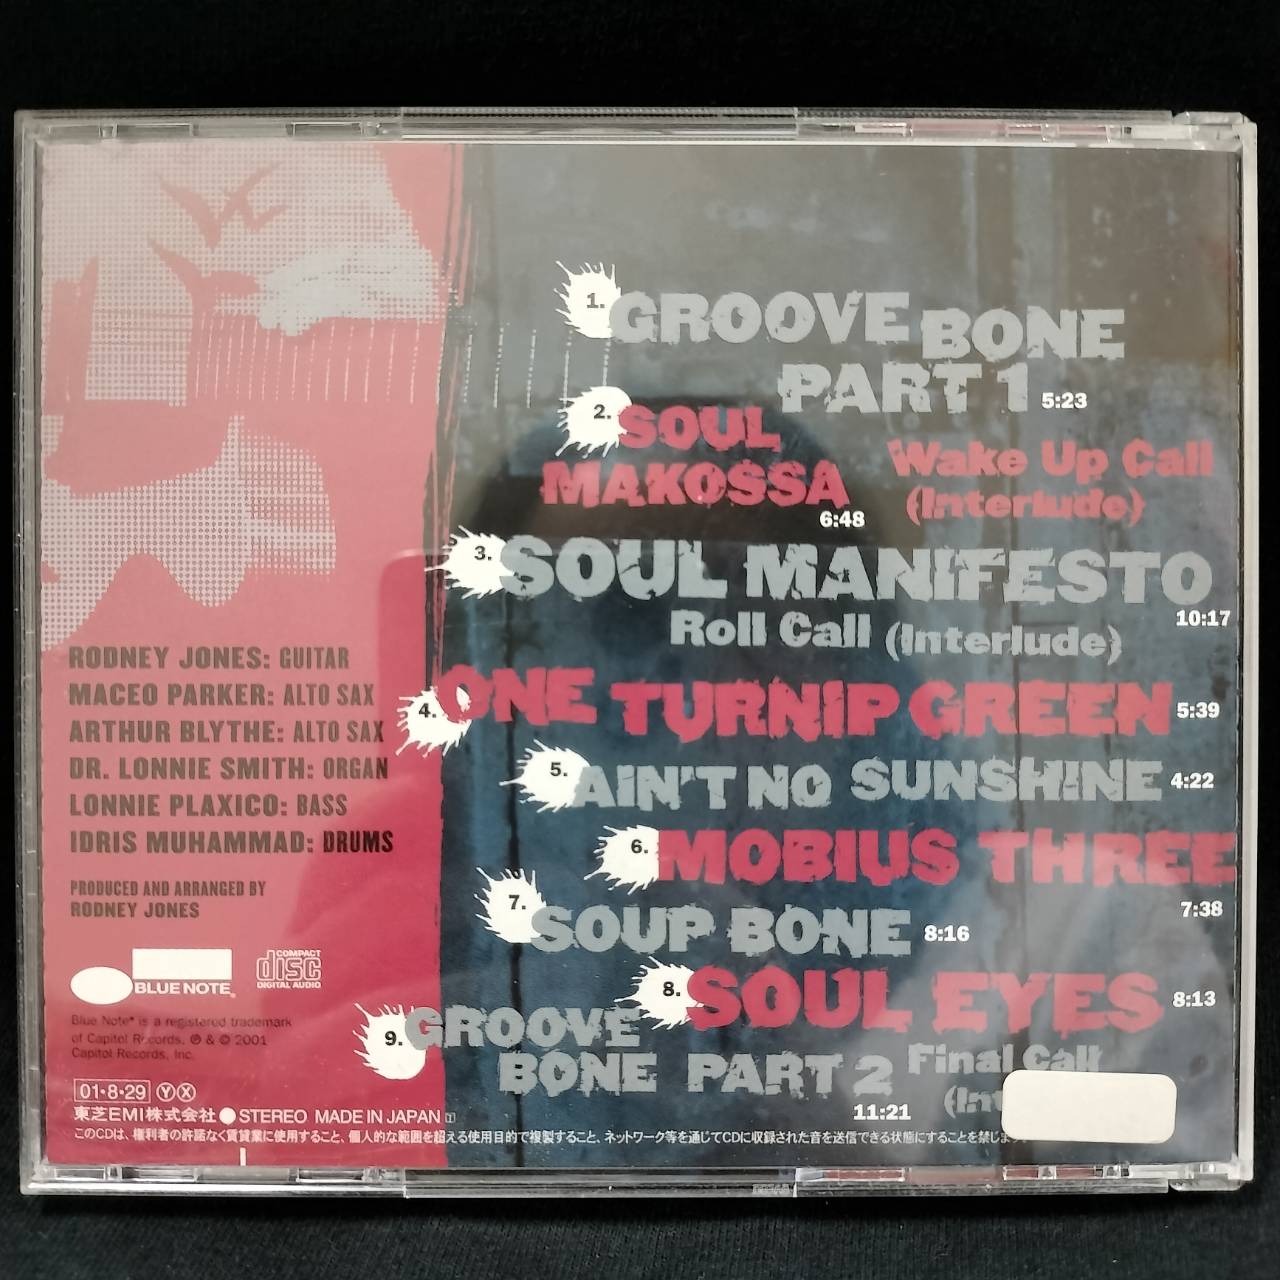 1. GROOVE BONE
PART 1 5:23
2. SOUL
MAKOSSA 6:48
Wake Up Call
(Interlude)
3. SOUL MANIFESTO
10:17
Roll Call (Interlude)
4. ONE TURNIP GREEN 5:39
5. AIN'T NO SUNSHINE 4:22
6. MOBIUS THREE
7:38
7. SOUP BONE 8:16
8. SOUL EYES 8:13
9. GROOVE
BONE PART 2
11:21
Final Call
RODNEY JONES: GUITAR
MACEO PARKER: ALTO SAX
ARTHUR BLYTHE: ALTO SAX
DR. LONNIE SMITH: ORGAN
LONNIE PLAXICO: BASS
IDRIS MUHAMMAD: DRUMS
PRODUCED AND ARRANGED BY
RODNEY JONES
BLUE NOTE®
COMPACT
disc
DIGITAL AUDIO
Blue Note® is a registered trademark
of Capitol Records, ℗ & © 2001
Capitol Records, Inc.
01・8・29 Ⓨ Ⓧ
東芝EMI株式会社 ●STEREO MADE IN JAPAN
このCDは、権利者の許諾なく賃貸業に使用すること、個人的な範囲を超える使用目的で複製すること、ネットワーク等を通じてCDに収録された音を送信できる状態にすることを禁じます